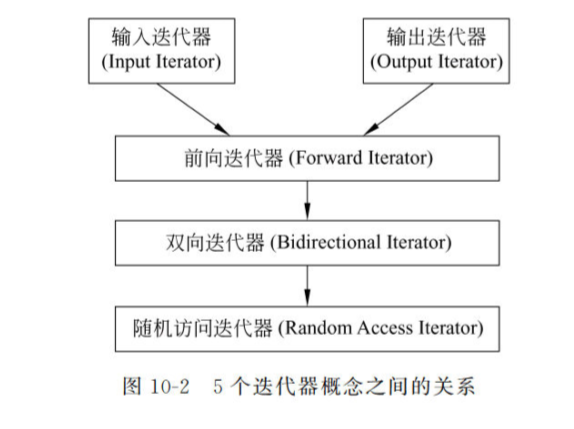 输入迭代器
(Input Iterator)
输出迭代器
(Output Iterator)
前向迭代器 (Forward Iterator)
双向迭代器 (Bidirectional Iterator)
随机访问迭代器 (Random Access Iterator)
图 10-2 5 个迭代器概念之间的关系